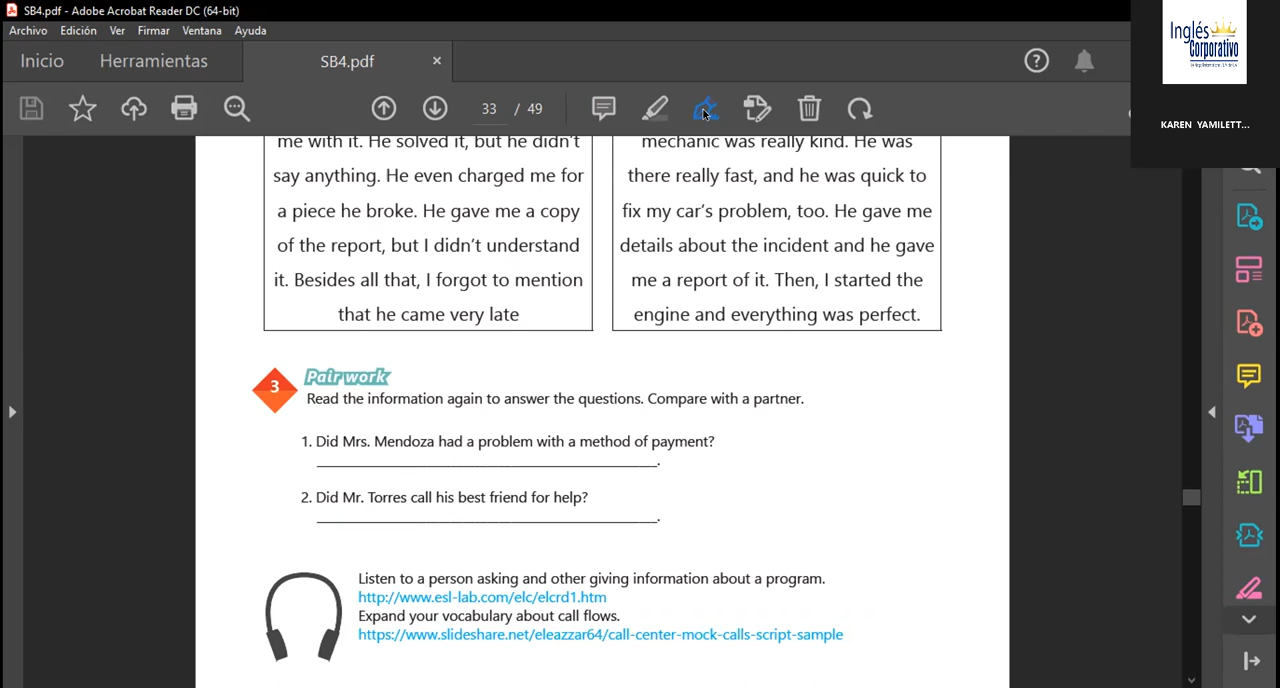 SB4.pdf - Adobe Acrobat Reader DC (64-bit)
Archivo Edición Ver Firmar Ventana Ayuda
Inicio Herramientas SB4.pdf ×
33 / 49
Inglés
Corporativo
KAREN YAMILETT...
me with it. He solved it, but he didn't
say anything. He even charged me for
a piece he broke. He gave me a copy
of the report, but I didn't understand
it. Besides all that, I forgot to mention
that he came very late
mechanic was really kind. He was
there really fast, and he was quick to
fix my car's problem, too. He gave me
details about the incident and he gave
me a report of it. Then, I started the
engine and everything was perfect.
3 Pair work
Read the information again to answer the questions. Compare with a partner.
1. Did Mrs. Mendoza had a problem with a method of payment?
2. Did Mr. Torres call his best friend for help?
Listen to a person asking and other giving information about a program.
http://www.esl-lab.com/elc/elcrd1.htm
Expand your vocabulary about call flows.
https://www.slideshare.net/eleazzar64/call-center-mock-calls-script-sample